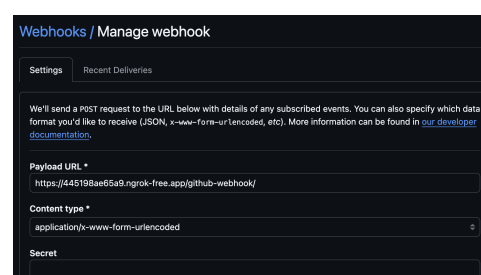 Webhooks / Manage webhook
Settings Recent Deliveries
We'll send a POST request to the URL below with details of any subscribed events. You can also specify which data
format you'd like to receive (JSON, x-www-form-urlencoded, etc). More information can be found in our developer
documentation.
Payload URL *
https://445198ae65a9.ngrok-free.app/github-webhook/
Content type *
application/x-www-form-urlencoded
Secret